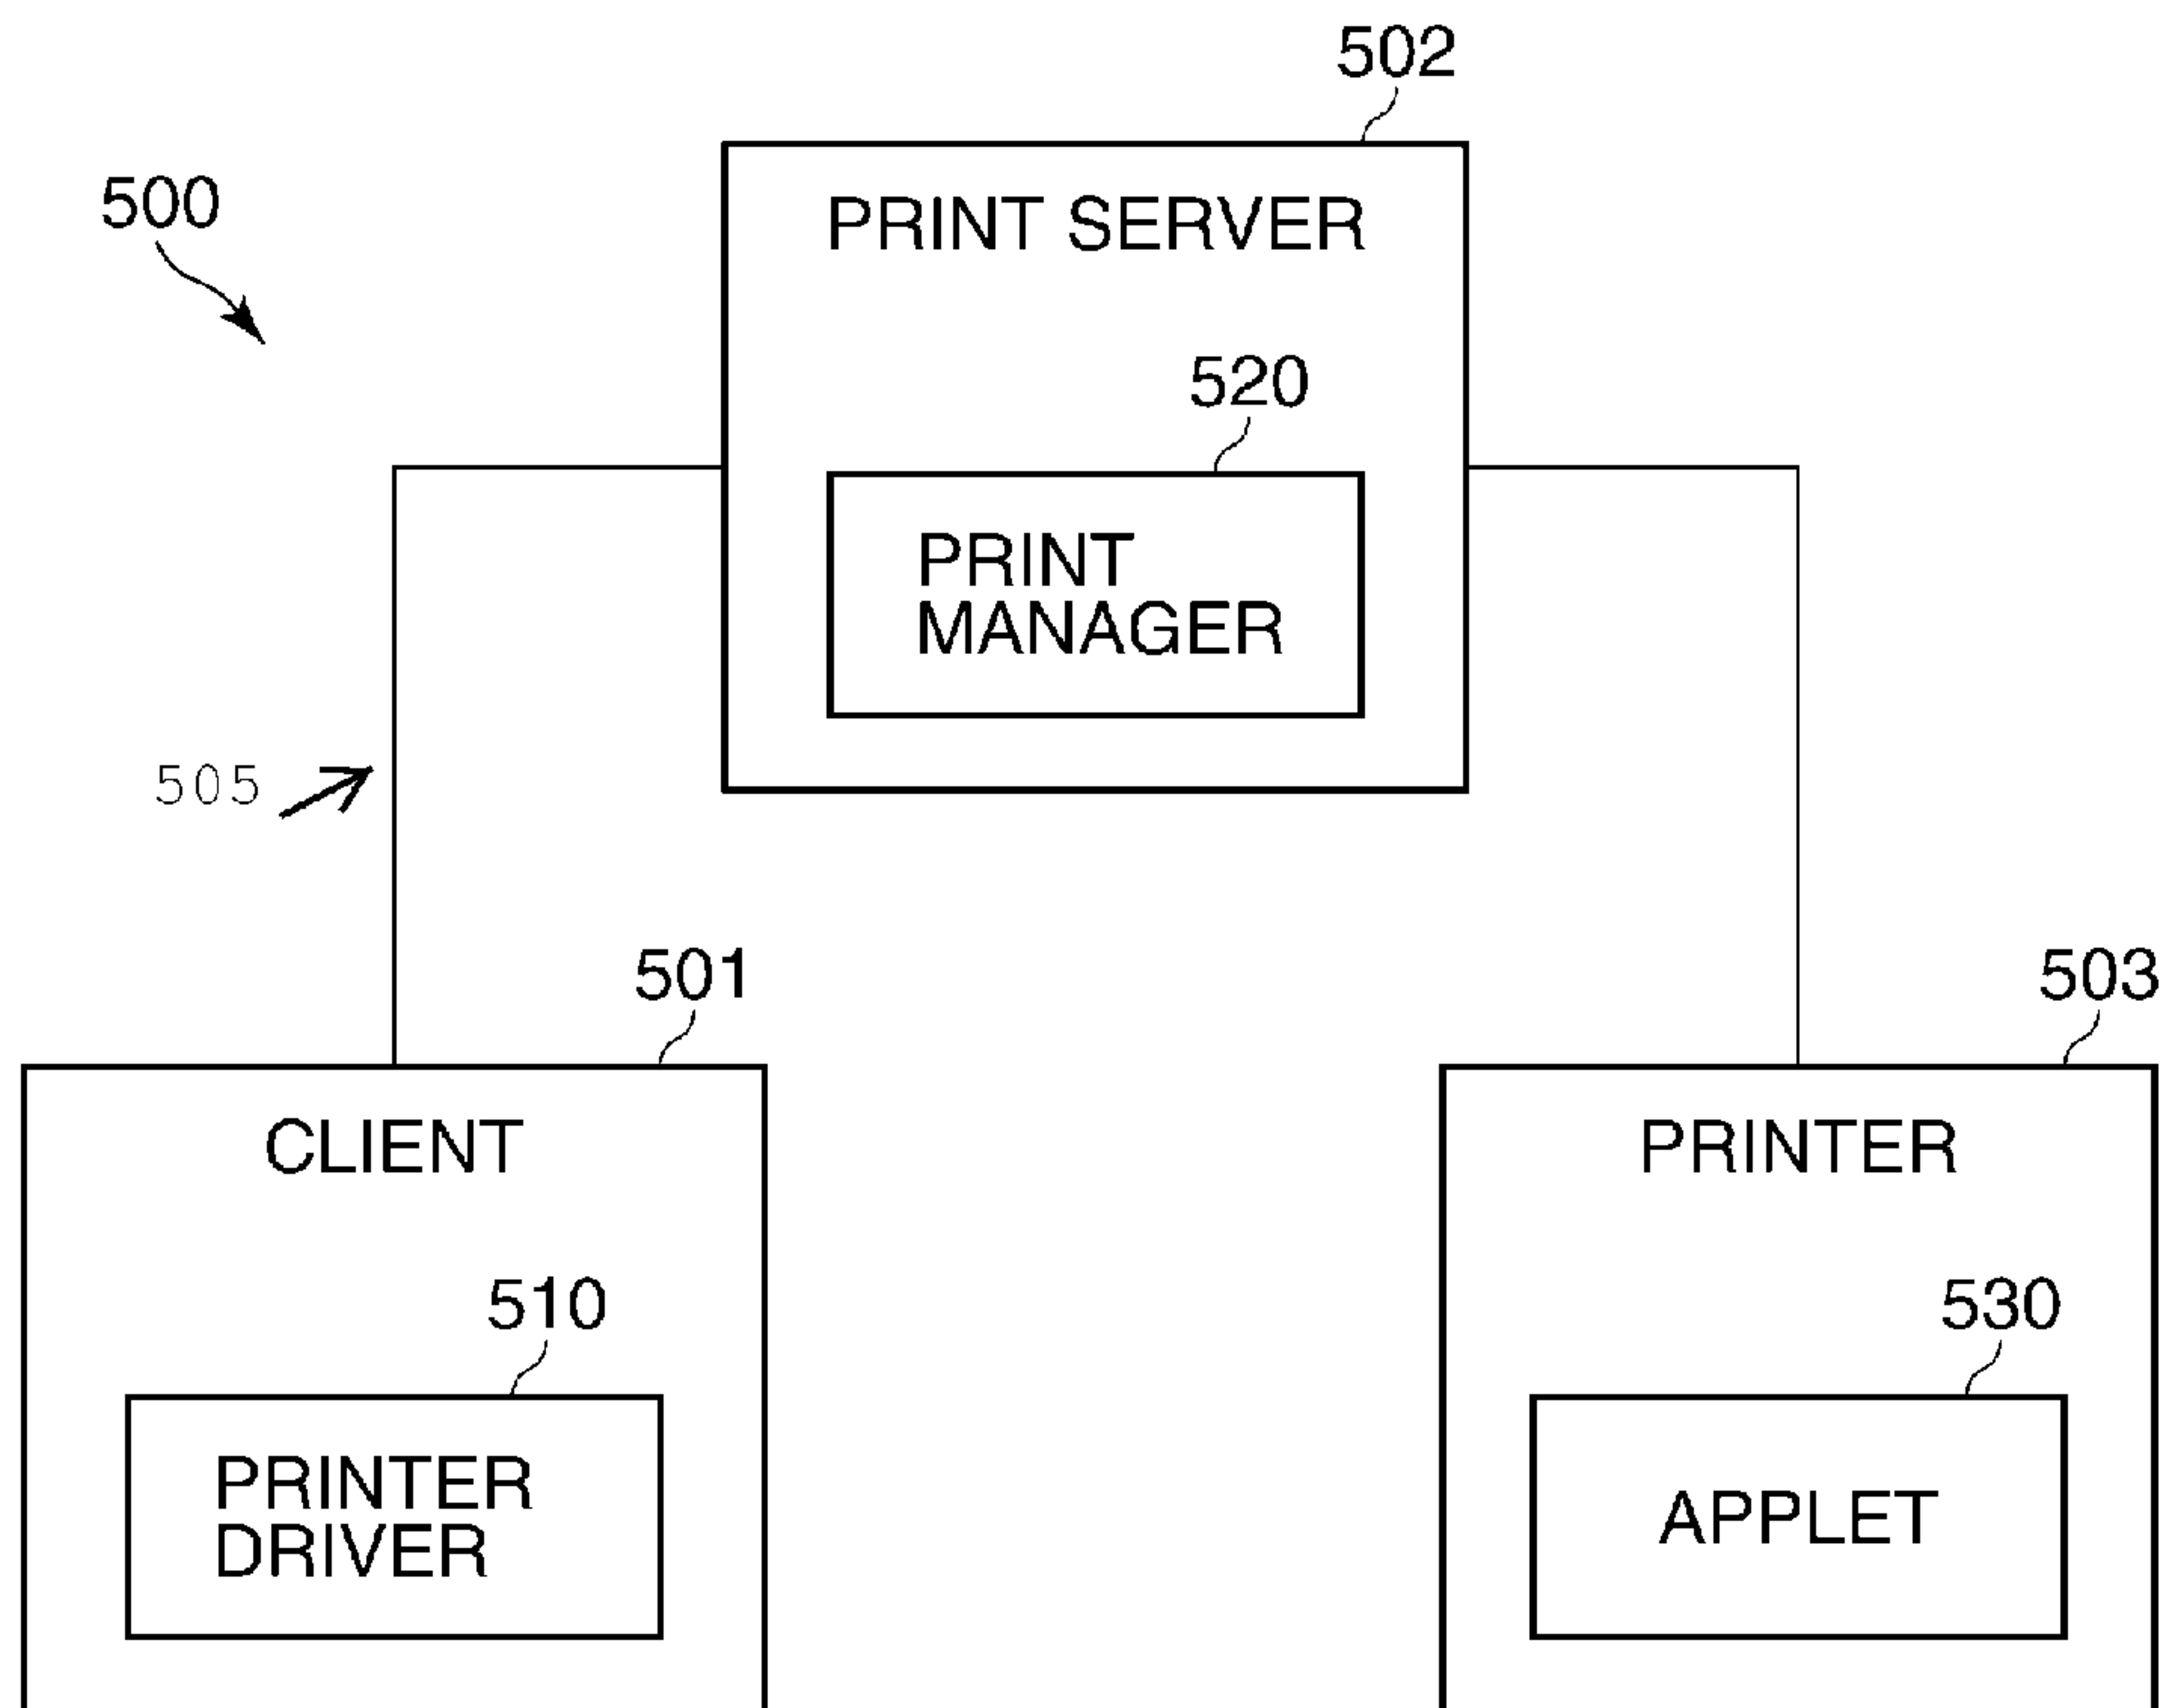 502
500
PRINT SERVER
520
PRINT
MANAGER
505
501
503
CLIENT
PRINTER
510
530
PRINTER
DRIVER
APPLET